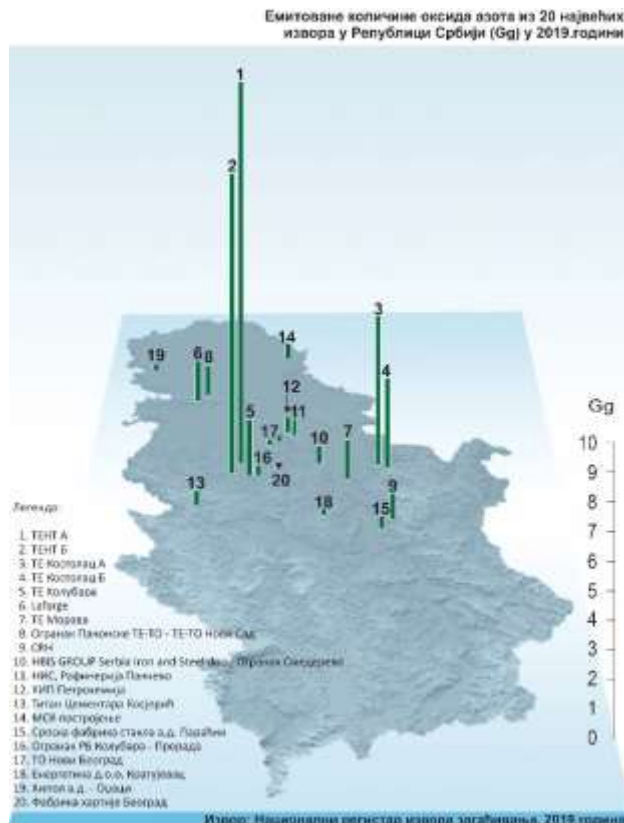 Емитоване количине оксида азота из 20 највећих
извора у Републици Србији (Gg) у 2019.години
1
2
3
4
14
19
6 8
12
11
5
17
10
7
16
20
13
9
18
15
Gg
10
9
8
7
6
5
4
3
2
1
0
Легенда:
1. ТЕНТ А
2. ТЕНТ Б
3. ТЕ Костолац А
4. ТЕ Костолац Б
5. ТЕ Колубара
6. Lafarge
7. ТЕ Морава
8. Огранак Панонске ТЕ-ТО - ТЕ-ТО Нови Сад
9. CRH
10. HBIS GROUP Serbia Iron and Steel d.o.o. Огранак Смедерево
11. НИС, Рафинерија Панчево
12. ХИП Петрохемија
13. Титан Цементара Косјерић
14. МСК постројење
15. Српска фабрика стакла а.д. Параћин
16. Огранак РБ Колубара - Прерада
17. ТО Нови Београд
18. Енергетика д.о.о. Крагујевац
19. а.д. - Оџаци
20. Фабрика хартије Београд
Извор: Национални регистар извора загађивања, 2019.година